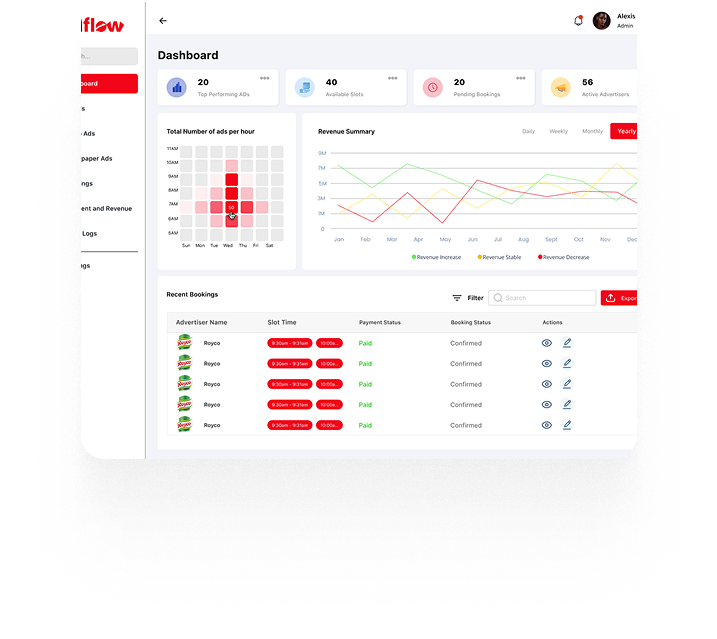 flow
Alexis
Admin
h...
Dashboard
board
20
Top Performing ADs
40
Available Slots
20
Pending Bookings
56
Active Advertisers
s
Ads
paper Ads
ngs
ent and Revenue
Logs
gs
Total Number of ads per hour
11AM
10AM
9AM
8AM
7AM
6AM
5AM
50
Sun Mon Tue Wed Thu Fri Sat
Revenue Summary
Daily Weekly Monthly Yearly
9M
7M
5M
3M
1M
0
Jan Feb Mar Apr May Jun Jul Aug Sept Oct Nov Dec
Revenue Increase Revenue Stable Revenue Decrease
Recent Bookings
Filter
Search
Expor
Advertiser Name Slot Time Payment Status Booking Status Actions
Royco 9:30am - 9:31am 10:00a... Paid Confirmed
Royco 9:30am - 9:31am 10:00a... Paid Confirmed
Royco 9:30am - 9:31am 10:00a... Paid Confirmed
Royco 9:30am - 9:31am 10:00a... Paid Confirmed
Royco 9:30am - 9:31am 10:00a... Paid Confirmed